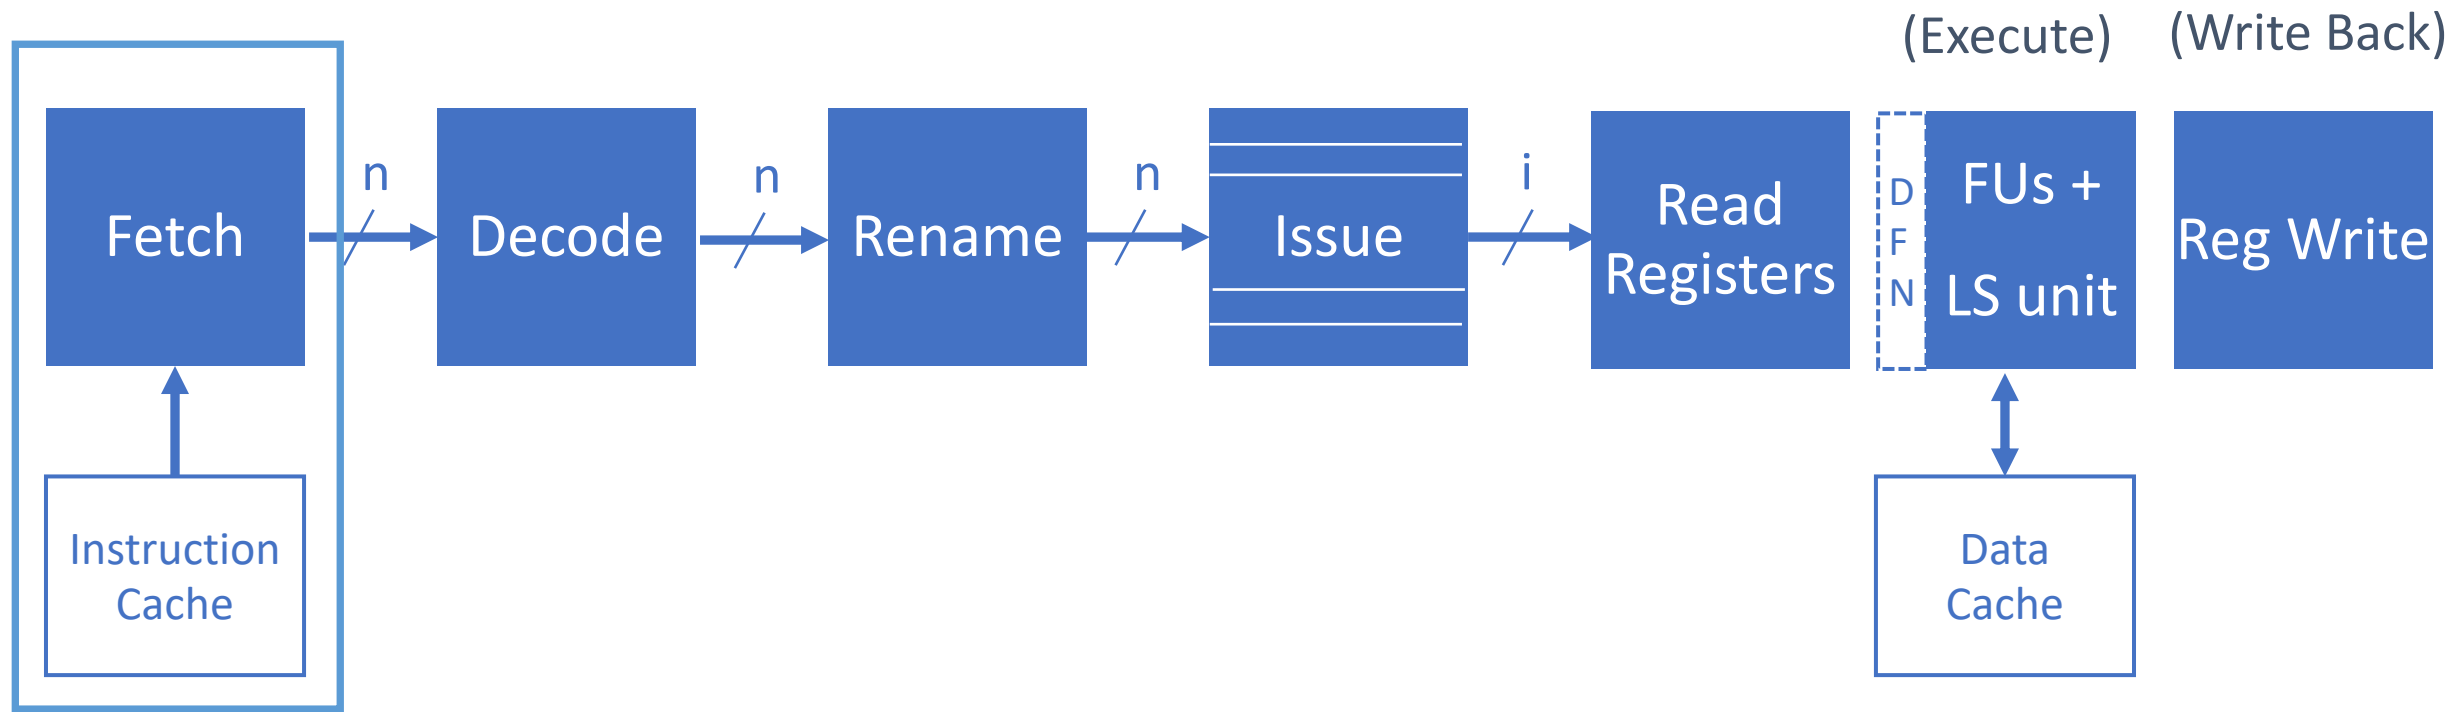 (Execute)
(Write Back)
Fetch
n
Decode
n
Rename
n
Issue
i
Read
Registers
D
F
N
FUs +
LS unit
Reg Write
Instruction
Cache
Data
Cache